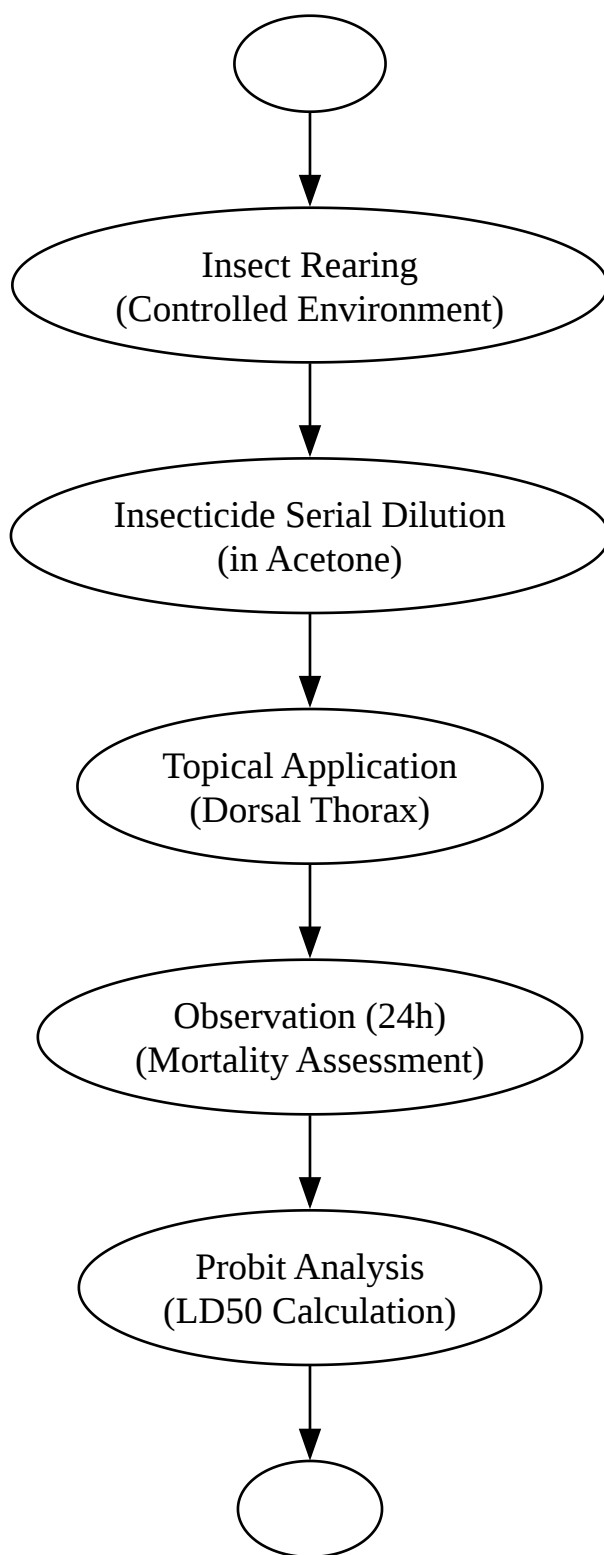 Insect Rearing
(Controlled Environment)
Insecticide Serial Dilution
(in Acetone)
Topical Application
(Dorsal Thorax)
Observation (24h)
(Mortality Assessment)
Probit Analysis
(LD50 Calculation)